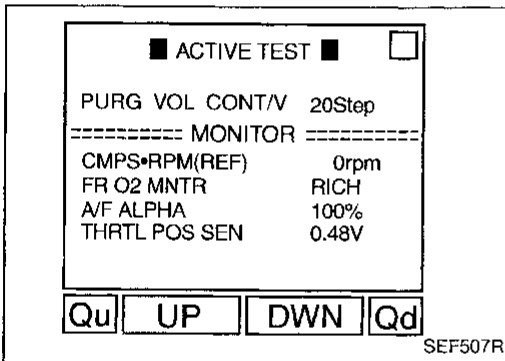 ■ ACTIVE TEST ■
PURG VOL CONT/V 20Step
========== MONITOR ==========
CMPS•RPM(REF) 0rpm
FR O2 MNTR RICH
A/F ALPHA 100%
THRTL POS SEN 0.48V
Qu UP DWN Qd
SEF507R